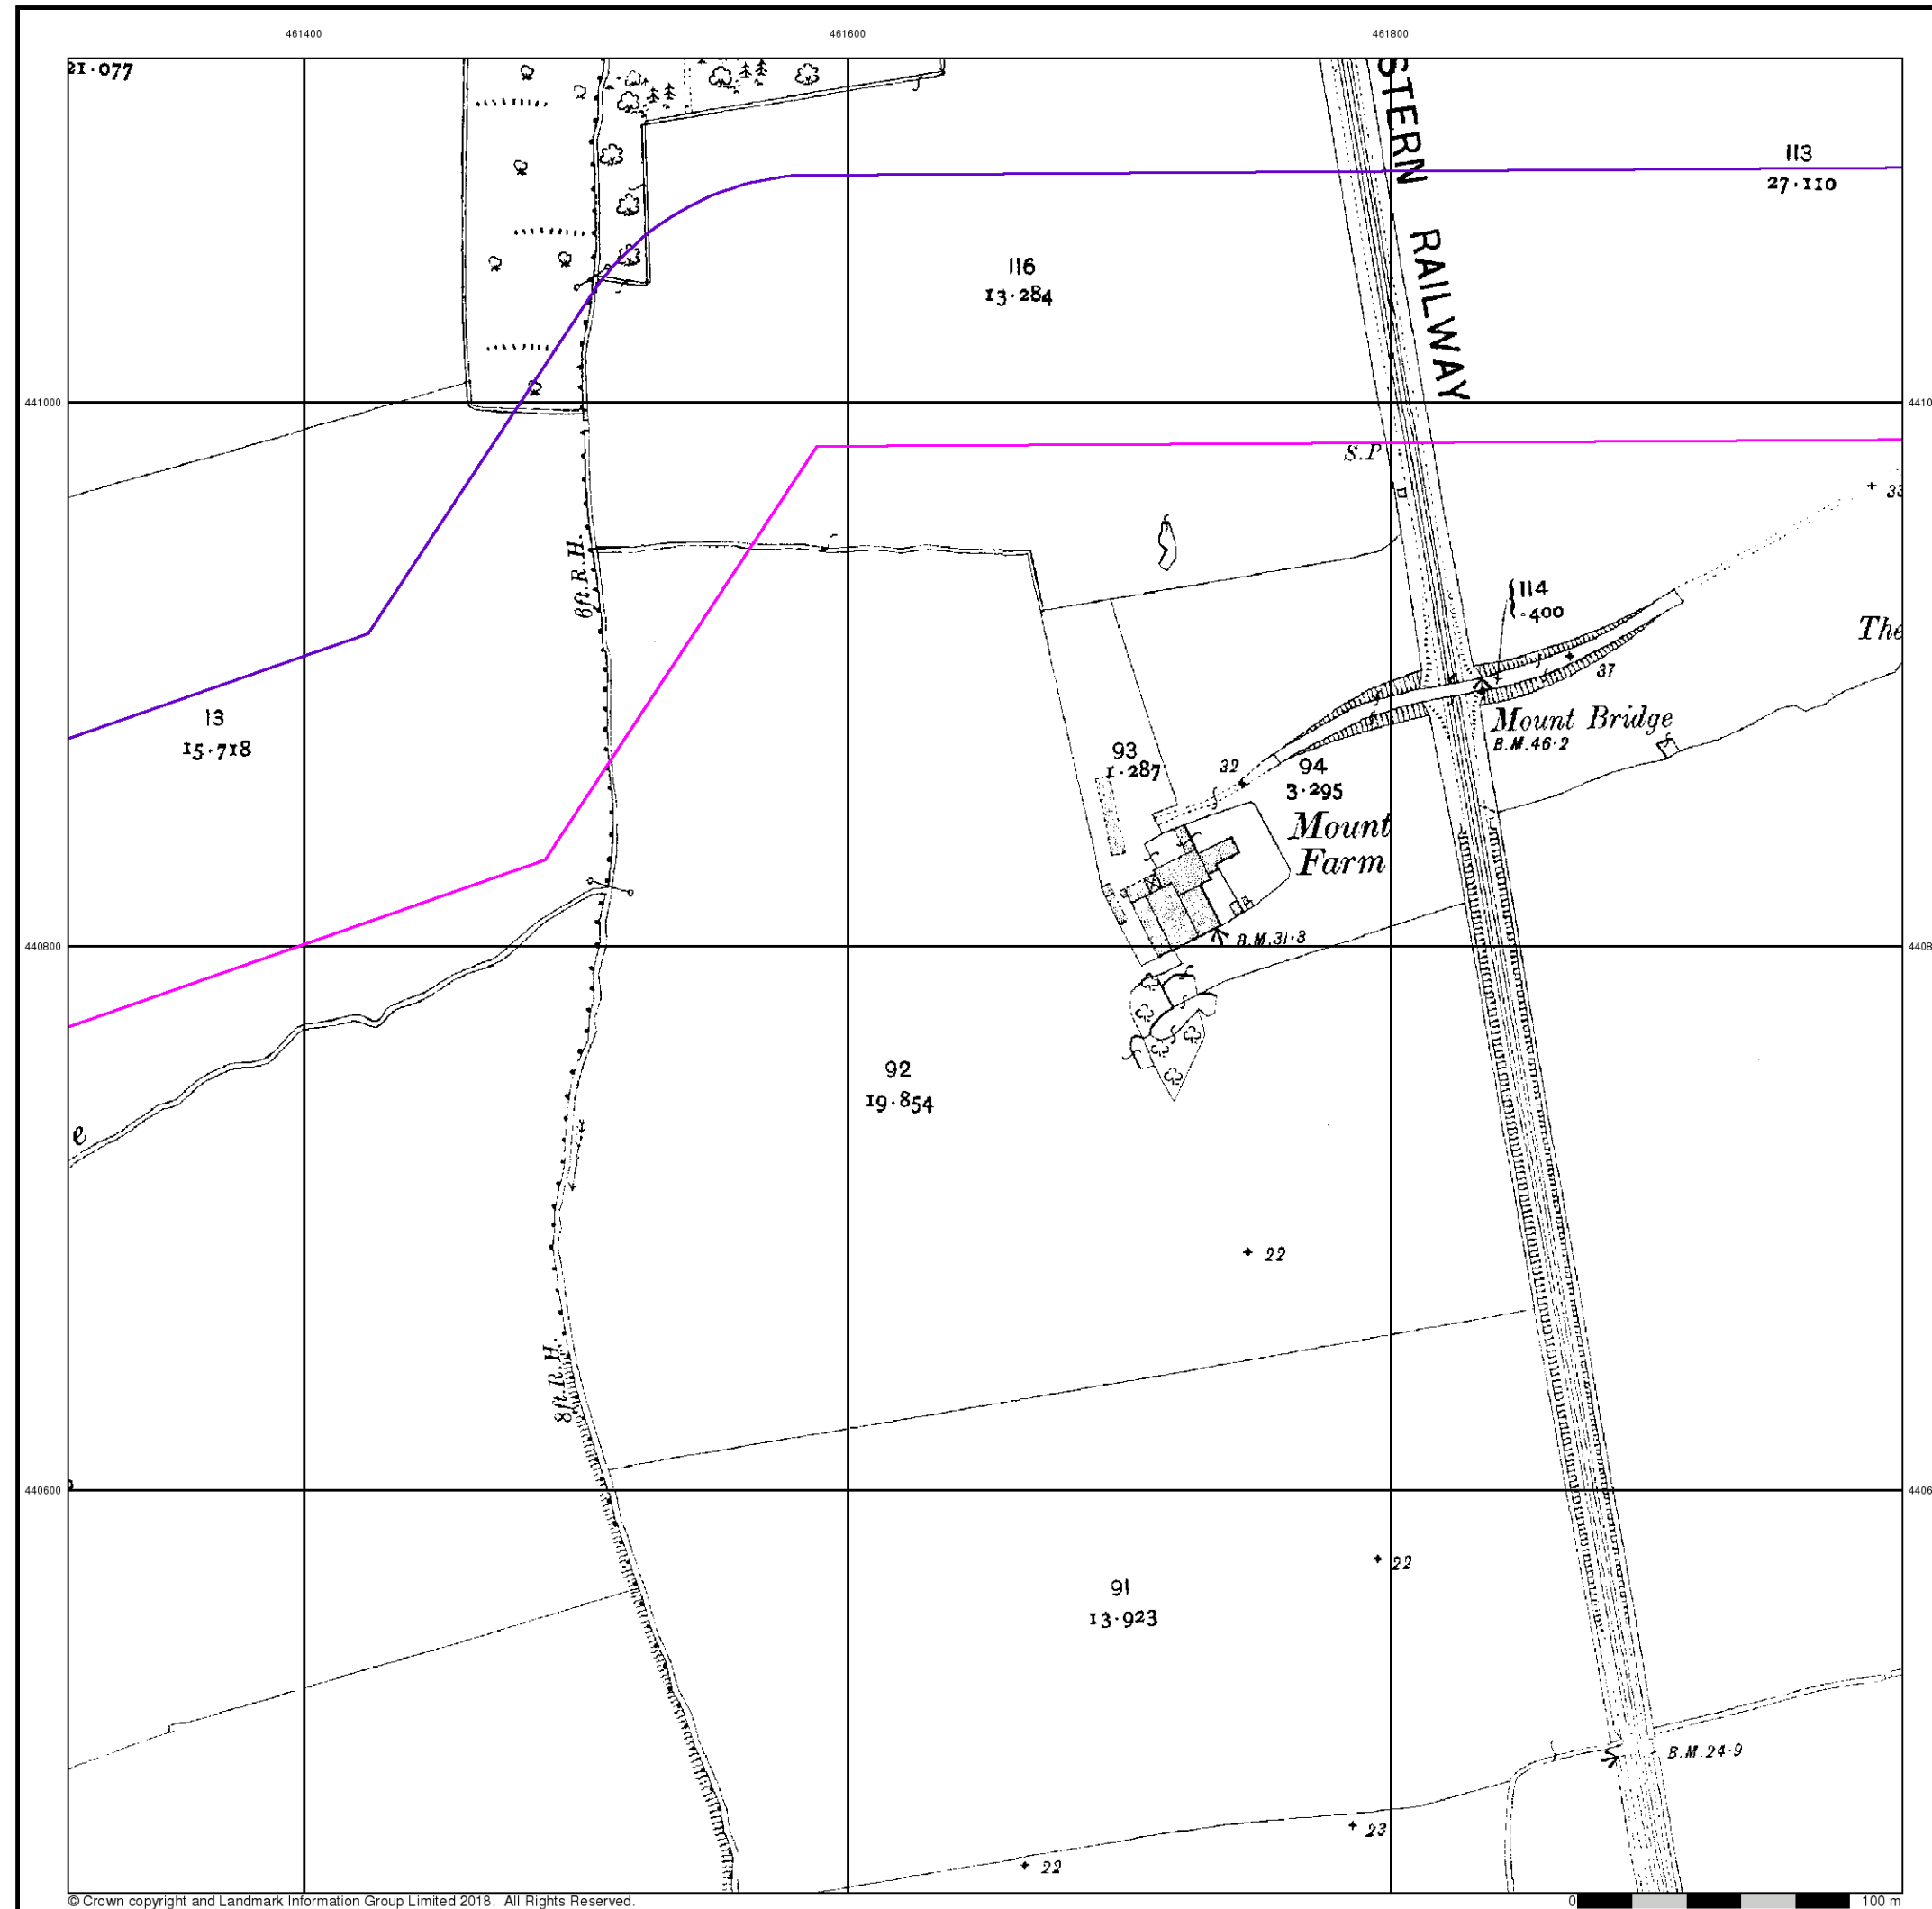 461400
461600
461800
21·077
STERN RAILWAY
113
27·110
116
13·284
441000
S.P
33
6ft.R.H.
114
·400
The
37
13
15·718
Mount Bridge
B.M.46·2
93
1·287
32
94
3·295
Mount
Farm
440800
B.M.31·3
92
19·854
e
22
8ft.R.H.
440600
22
91
13·923
B.M.24·9
23
22
© Crown copyright and Landmark Information Group Limited 2018. All Rights Reserved.
0
100 m